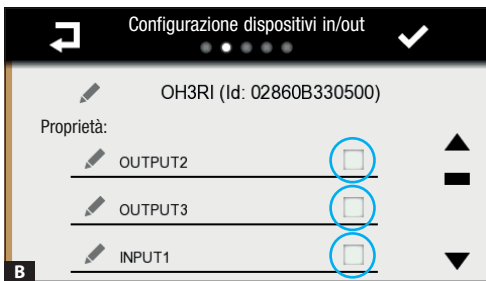 Configurazione dispositivi in/out
OH3RI (Id: 02860B330500)
Proprietà:
OUTPUT2
OUTPUT3
INPUT1
B